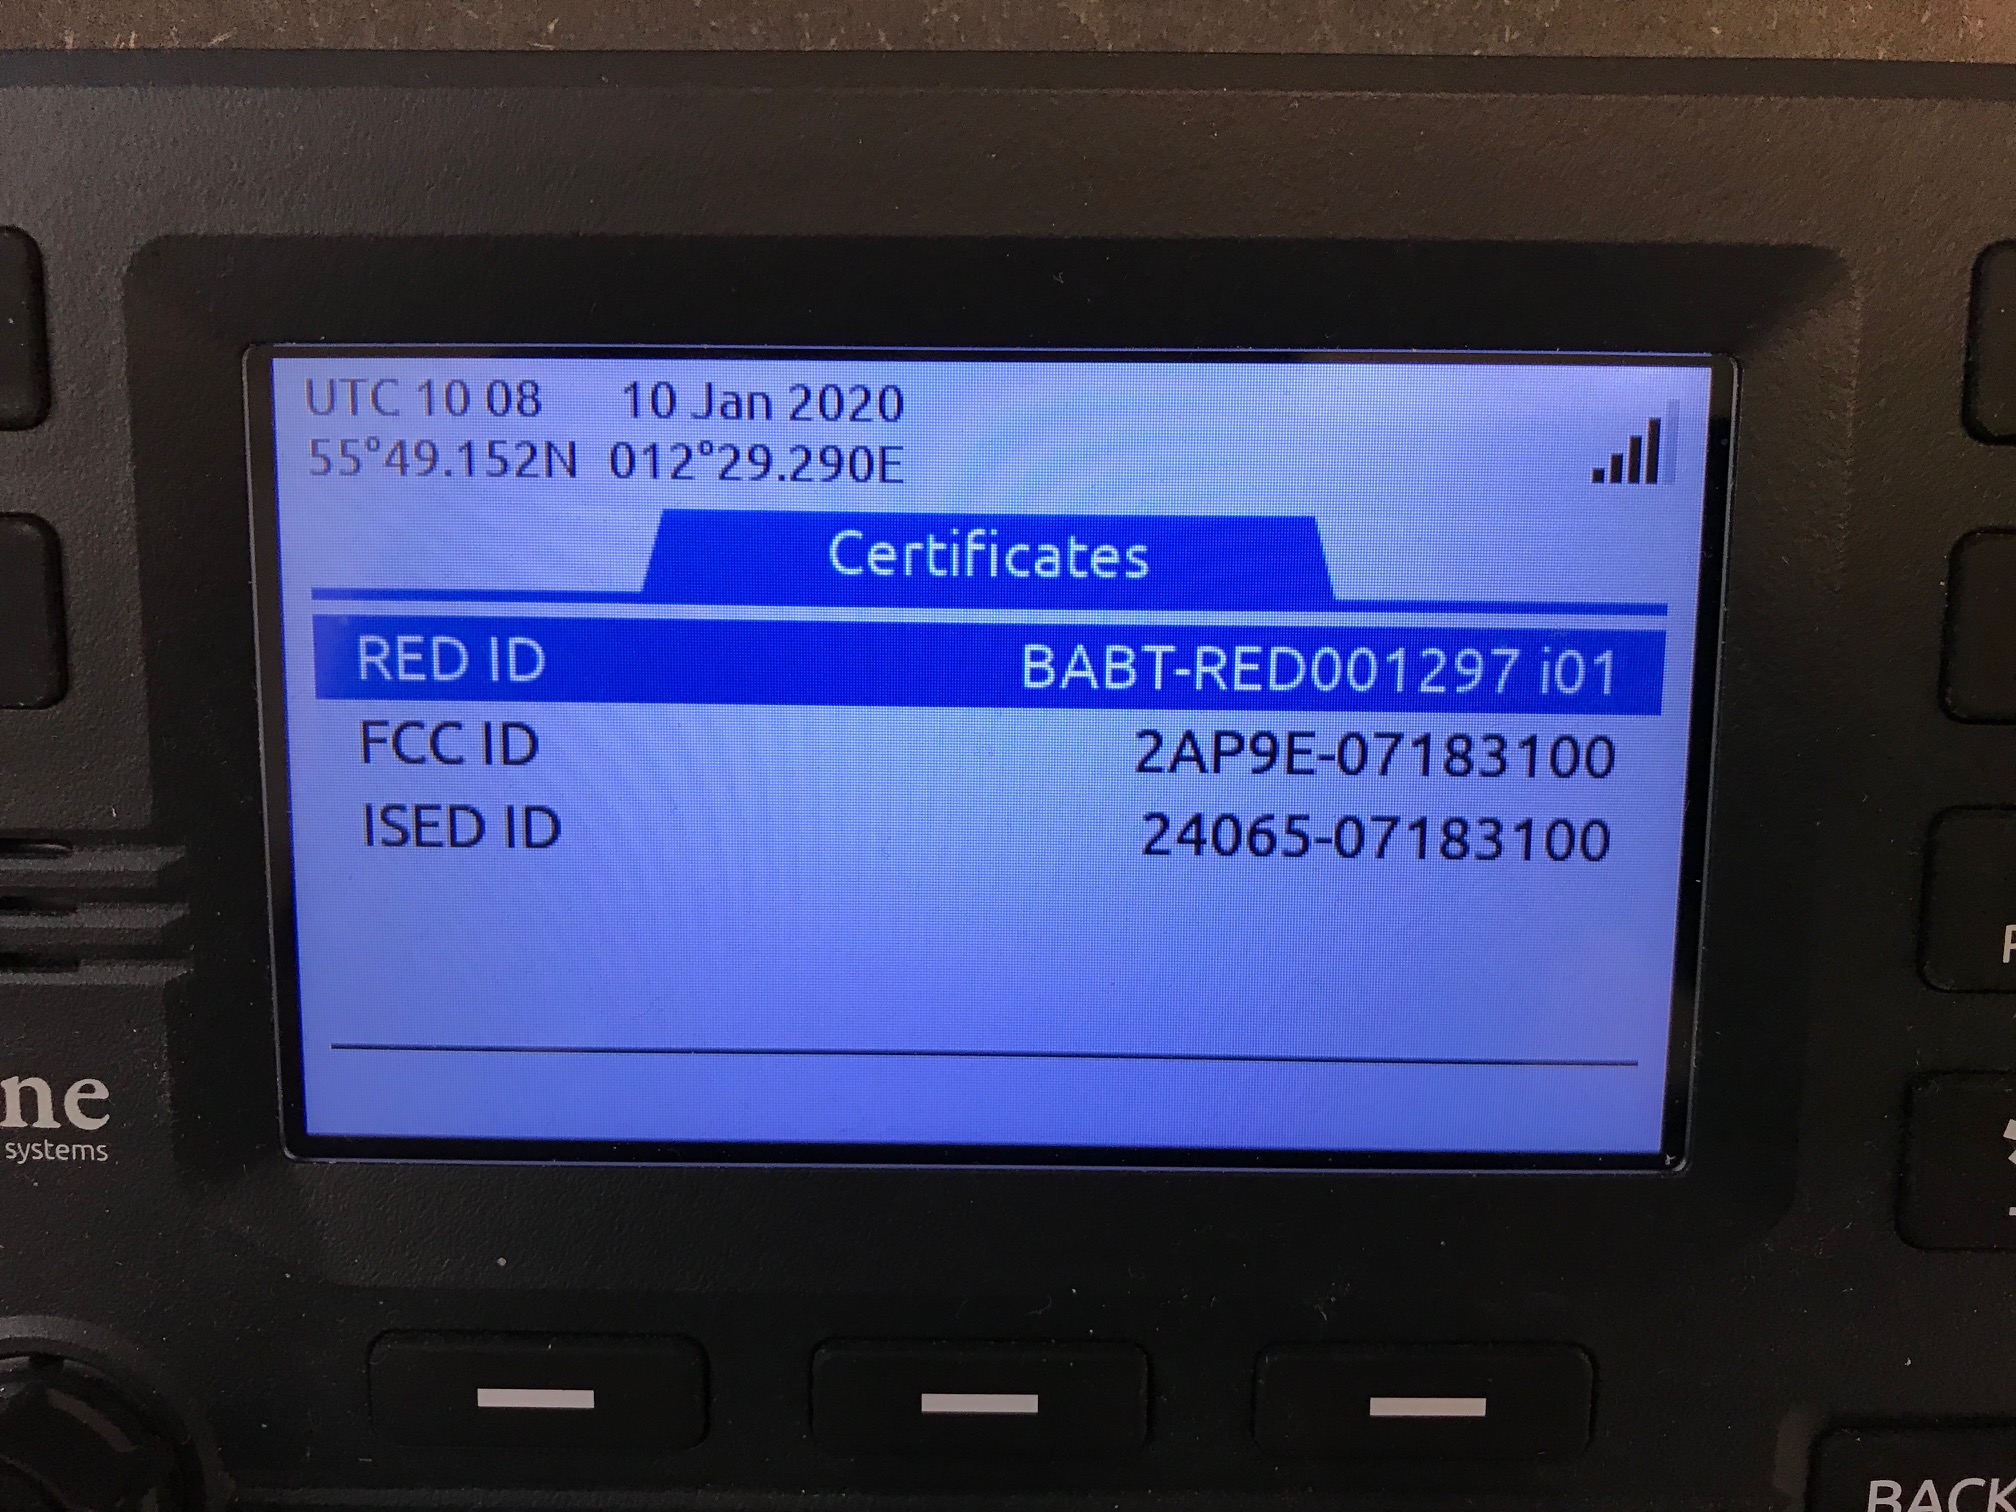 UTC 10 08 10 Jan 2020
55°49.152N 012°29.290E
Certificates
RED ID BABT-RED001297 i01
FCC ID 2AP9E-07183100
ISED ID 24065-07183100
ne
systems
BACK